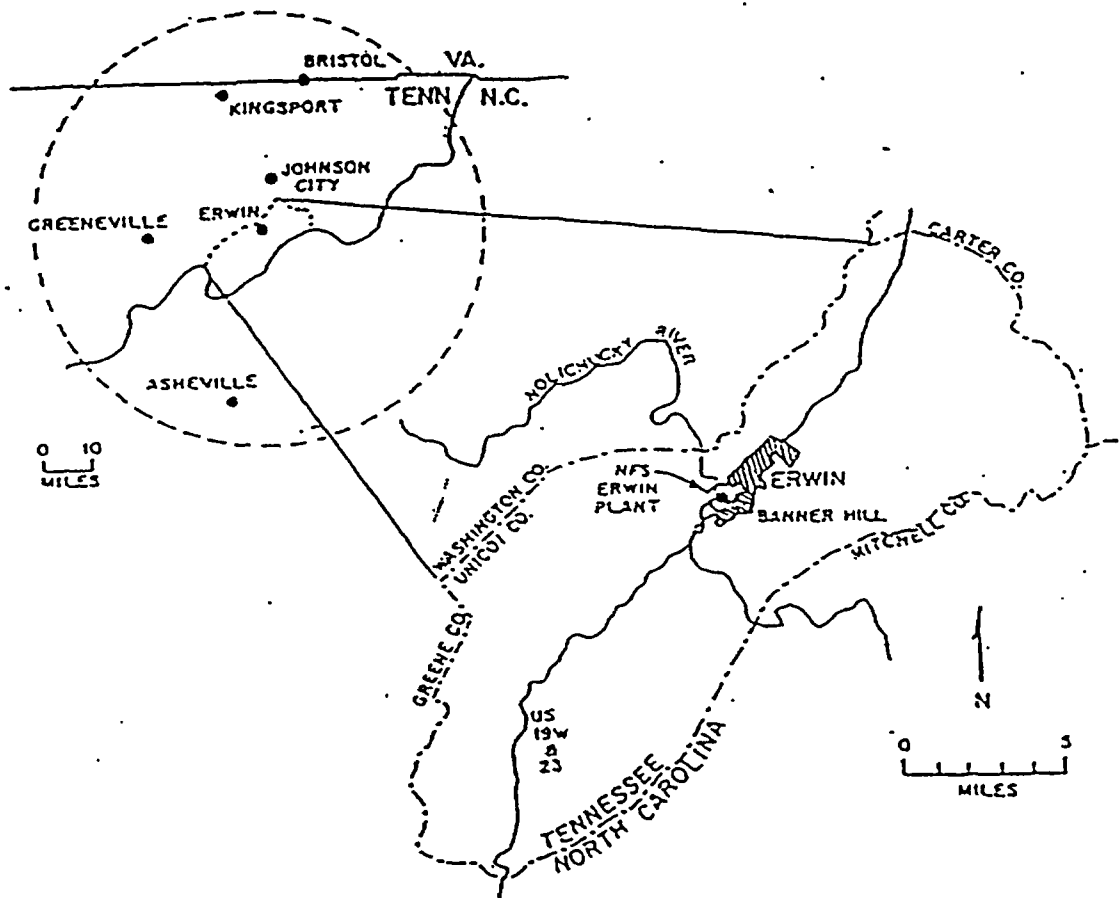 BRISTOL
VA.
KINGSPORT
TENN
N.C.
JOHNSON
CITY
GREENEVILLE
ERWIN
ASHEVILLE
0 10
MILES
CARTER CO.
NOLICHUCKY RIVER
NFS
ERWIN
PLANT
ERWIN
BANNER HILL
WASHINGTON CO.
UNICOI CO.
MITCHELL CO.
GREENE CO.
US
19W
&
23
TENNESSEE
NORTH CAROLINA
N
0 5
MILES